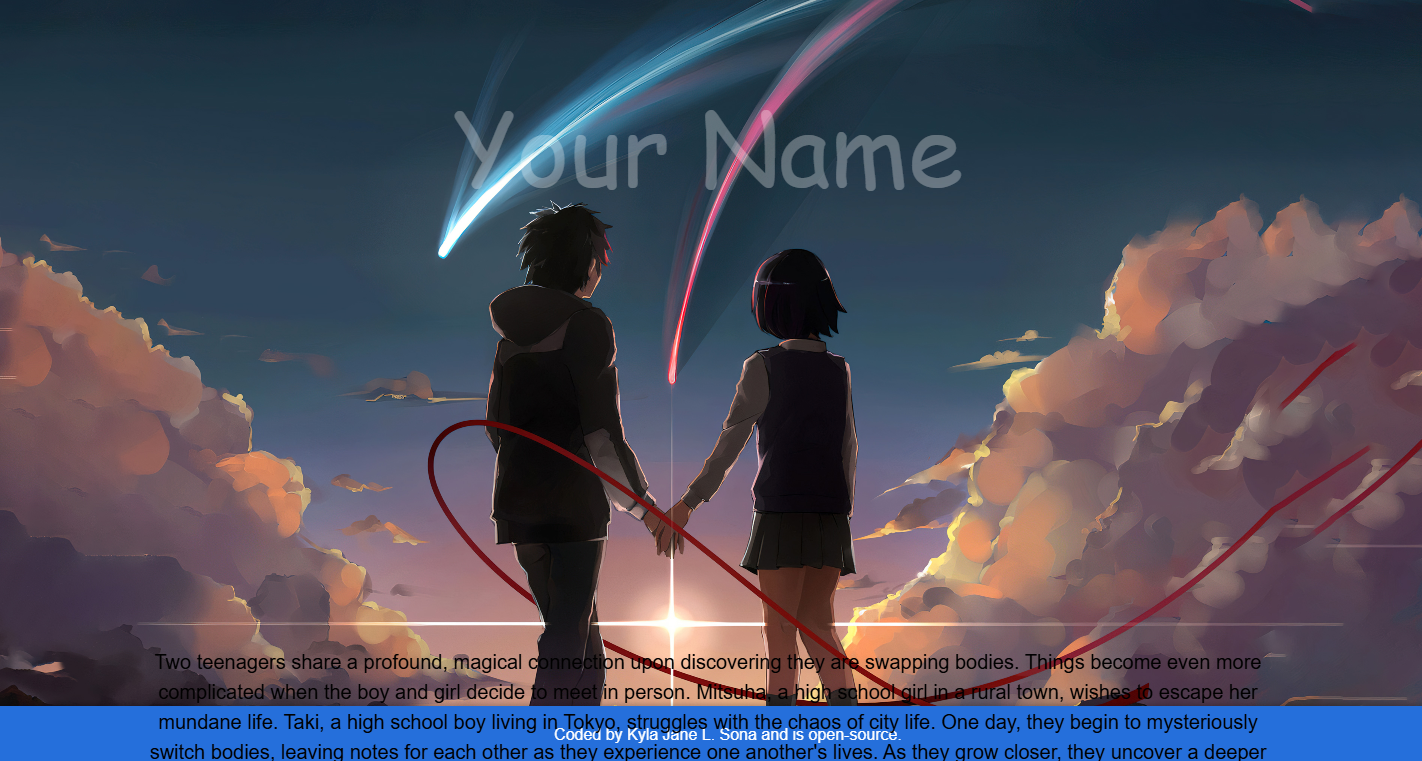 Your Name
Two teenagers share a profound, magical connection upon discovering they are swapping bodies. Things become even more
complicated when the boy and girl decide to meet in person. Mitsuha, a high school girl in a rural town, wishes to escape her
mundane life. Taki, a high school boy living in Tokyo, struggles with the chaos of city life. One day, they begin to mysteriously
Coded by Kyla Jane L. Sona and is open-source.
switch bodies, leaving notes for each other as they experience one another's lives. As they grow closer, they uncover a deeper